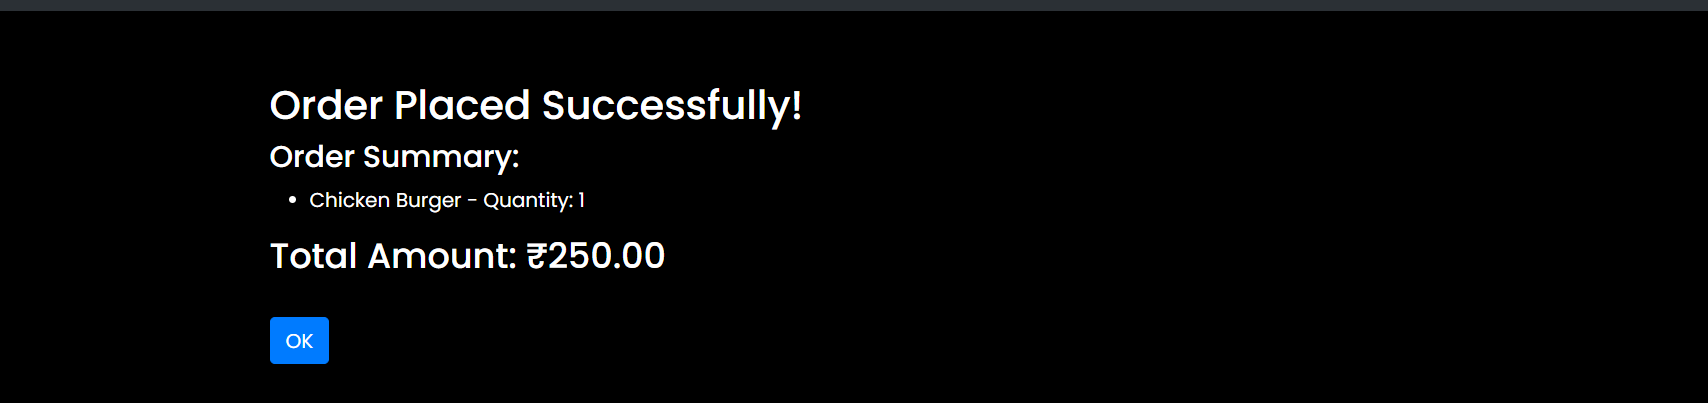 Order Placed Successfully!
Order Summary:
• Chicken Burger - Quantity: 1
Total Amount: ₹250.00
OK